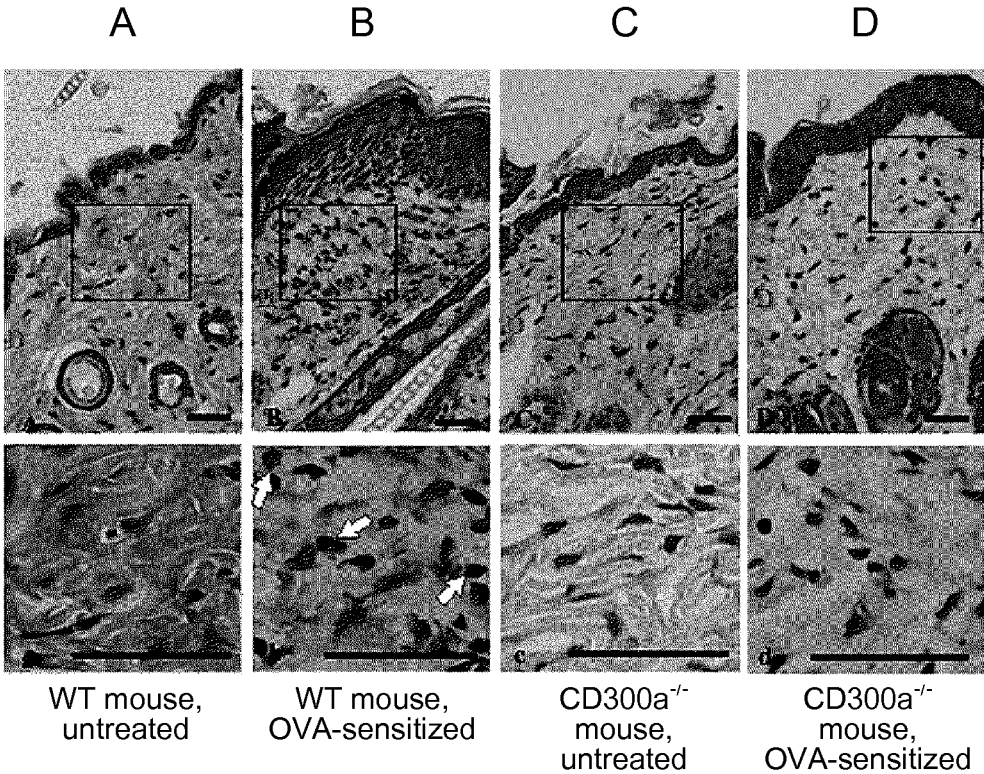 A B C D
B C D
c d
WT mouse,
untreated
WT mouse,
OVA-sensitized
CD300a-/-
mouse,
untreated
CD300a-/-
mouse,
OVA-sensitized